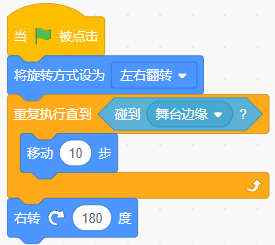 当 被点击
将旋转方式设为 左右翻转
重复执行直到 碰到 舞台边缘 ?
移动 10 步
右转 180 度